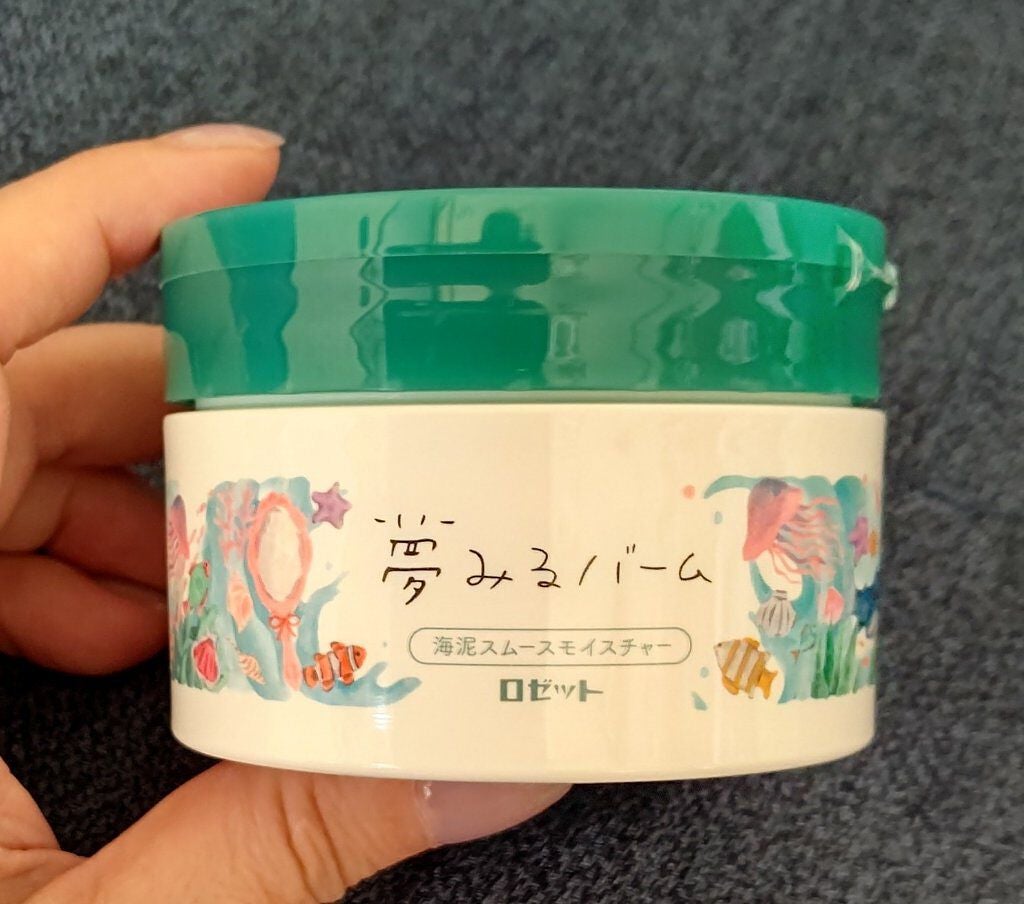 夢みるバーム
海泥スムースモイスチャー
ロゼット